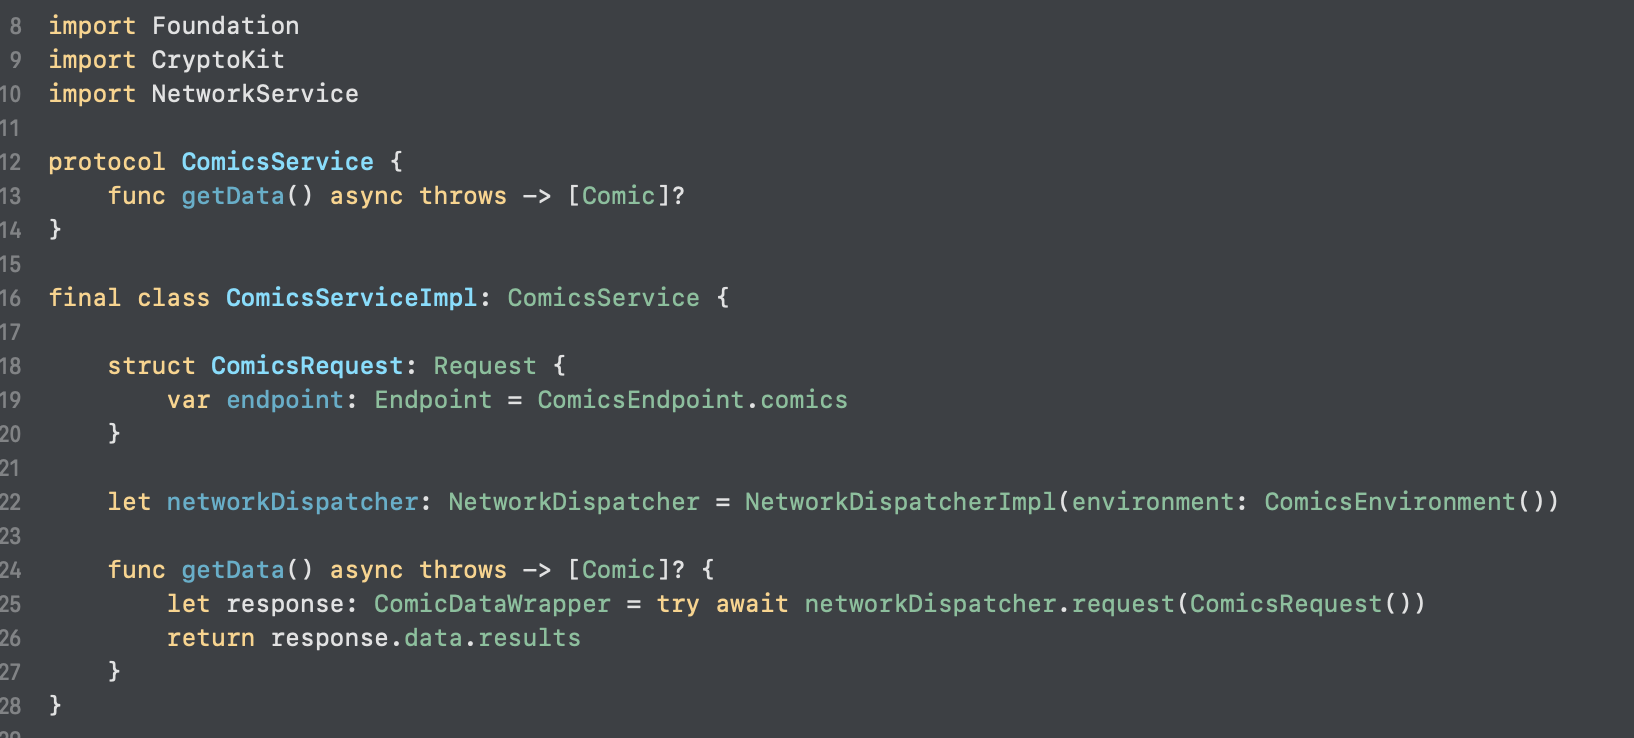 8 import Foundation
9 import CryptoKit
10 import NetworkService
11
12 protocol ComicsService {
13     func getData() async throws -> [Comic]?
14 }
15
16 final class ComicsServiceImpl: ComicsService {
17
18     struct ComicsRequest: Request {
19         var endpoint: Endpoint = ComicsEndpoint.comics
20     }
21
22     let networkDispatcher: NetworkDispatcher = NetworkDispatcherImpl(environment: ComicsEnvironment())
23
24     func getData() async throws -> [Comic]? {
25         let response: ComicDataWrapper = try await networkDispatcher.request(ComicsRequest())
26         return response.data.results
27     }
28 }